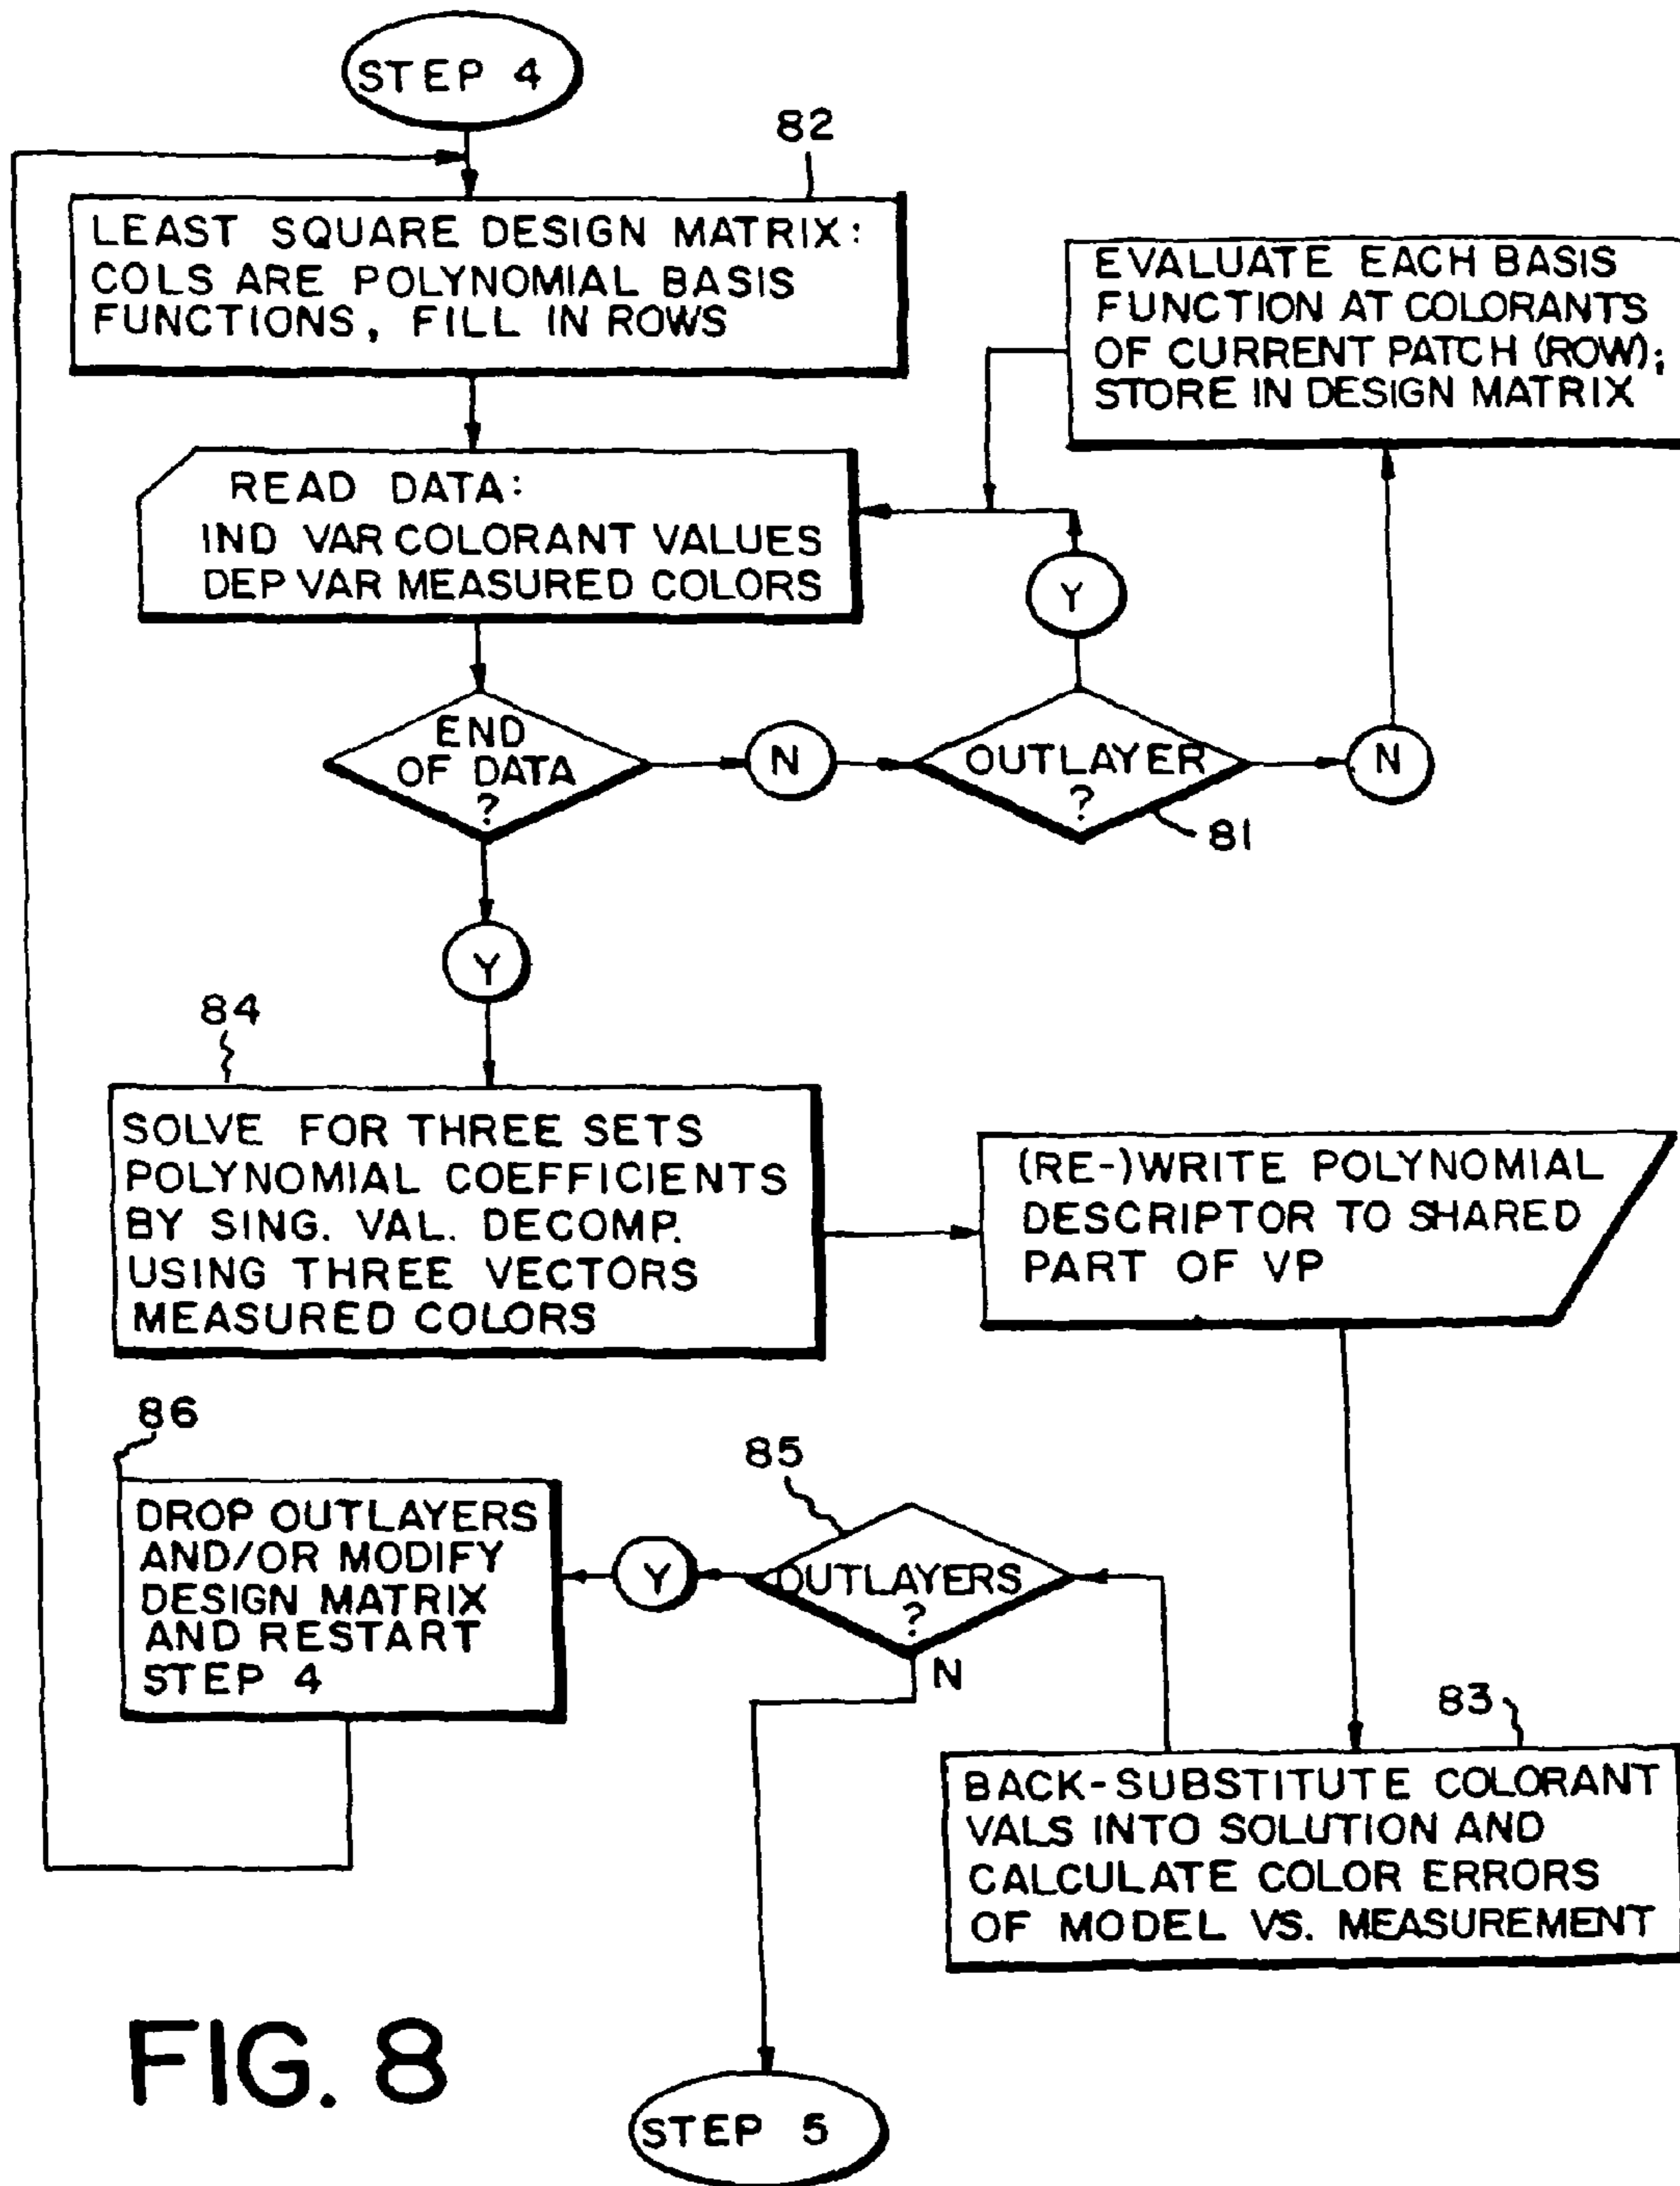 STEP 4
82
LEAST SQUARE DESIGN MATRIX:
COLS ARE POLYNOMIAL BASIS
FUNCTIONS, FILL IN ROWS
EVALUATE EACH BASIS
FUNCTION AT COLORANTS
OF CURRENT PATCH (ROW);
STORE IN DESIGN MATRIX
READ DATA:
IND VAR COLORANT VALUES
DEP VAR MEASURED COLORS
Y
END
OF DATA
?
N
OUTLAYER
?
N
81
Y
84
SOLVE FOR THREE SETS
POLYNOMIAL COEFFICIENTS
BY SING. VAL. DECOMP.
USING THREE VECTORS
MEASURED COLORS
(RE-)WRITE POLYNOMIAL
DESCRIPTOR TO SHARED
PART OF VP
86
DROP OUTLAYERS
AND/OR MODIFY
DESIGN MATRIX
AND RESTART
STEP 4
Y
85
OUTLAYERS
?
N
83
BACK-SUBSTITUTE COLORANT
VALS INTO SOLUTION AND
CALCULATE COLOR ERRORS
OF MODEL VS. MEASUREMENT
FIG. 8
STEP 5